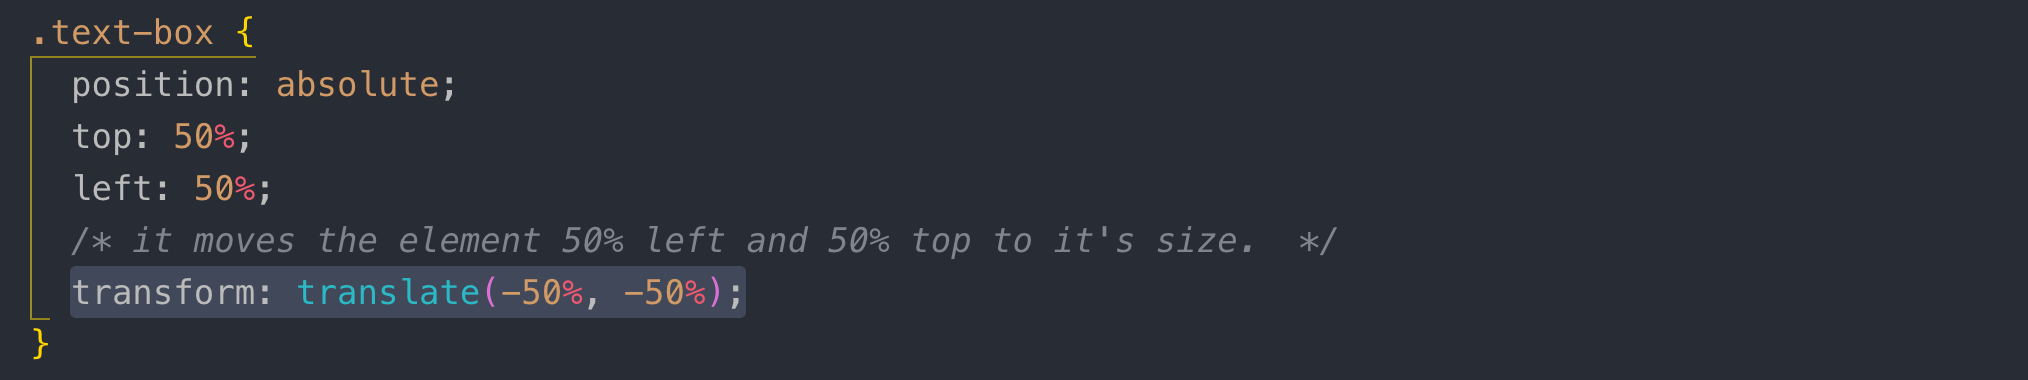 .text-box {
position: absolute;
top: 50%;
left: 50%;
/* it moves the element 50% left and 50% top to it's size.  */
transform: translate(-50%, -50%);
}